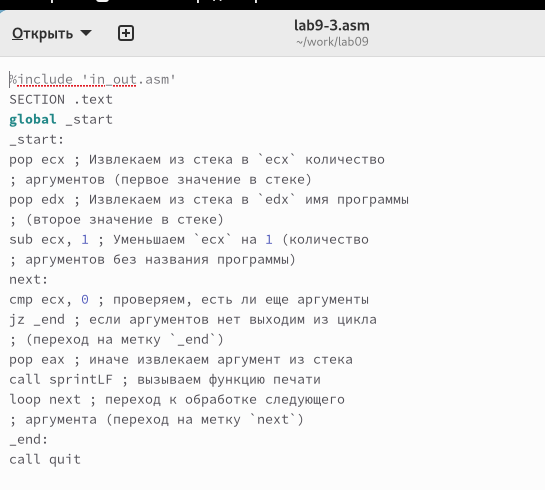 Открыть
lab9-3.asm
~/work/lab09
%include 'in_out.asm'
SECTION .text
global _start
_start:
pop ecx ; Извлекаем из стека в `ecx` количество
; аргументов (первое значение в стеке)
pop edx ; Извлекаем из стека в `edx` имя программы
; (второе значение в стеке)
sub ecx, 1 ; Уменьшаем `ecx` на 1 (количество
; аргументов без названия программы)
next:
cmp ecx, 0 ; проверяем, есть ли еще аргументы
jz _end ; если аргументов нет выходим из цикла
; (переход на метку `_end`)
pop eax ; иначе извлекаем аргумент из стека
call sprintLF ; вызываем функцию печати
loop next ; переход к обработке следующего
; аргумента (переход на метку `next`)
_end:
call quit